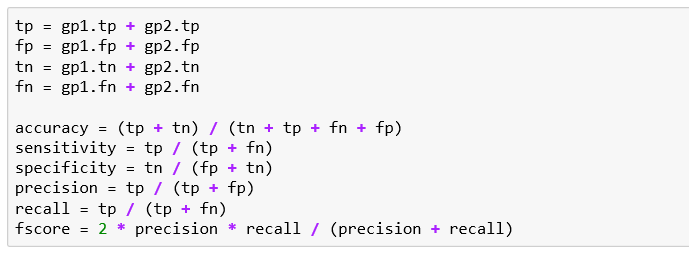 tp = gp1.tp + gp2.tp
fp = gp1.fp + gp2.fp
tn = gp1.tn + gp2.tn
fn = gp1.fn + gp2.fn

accuracy = (tp + tn) / (tn + tp + fn + fp)
sensitivity = tp / (tp + fn)
specificity = tn / (fp + tn)
precision = tp / (tp + fp)
recall = tp / (tp + fn)
fscore = 2 * precision * recall / (precision + recall)